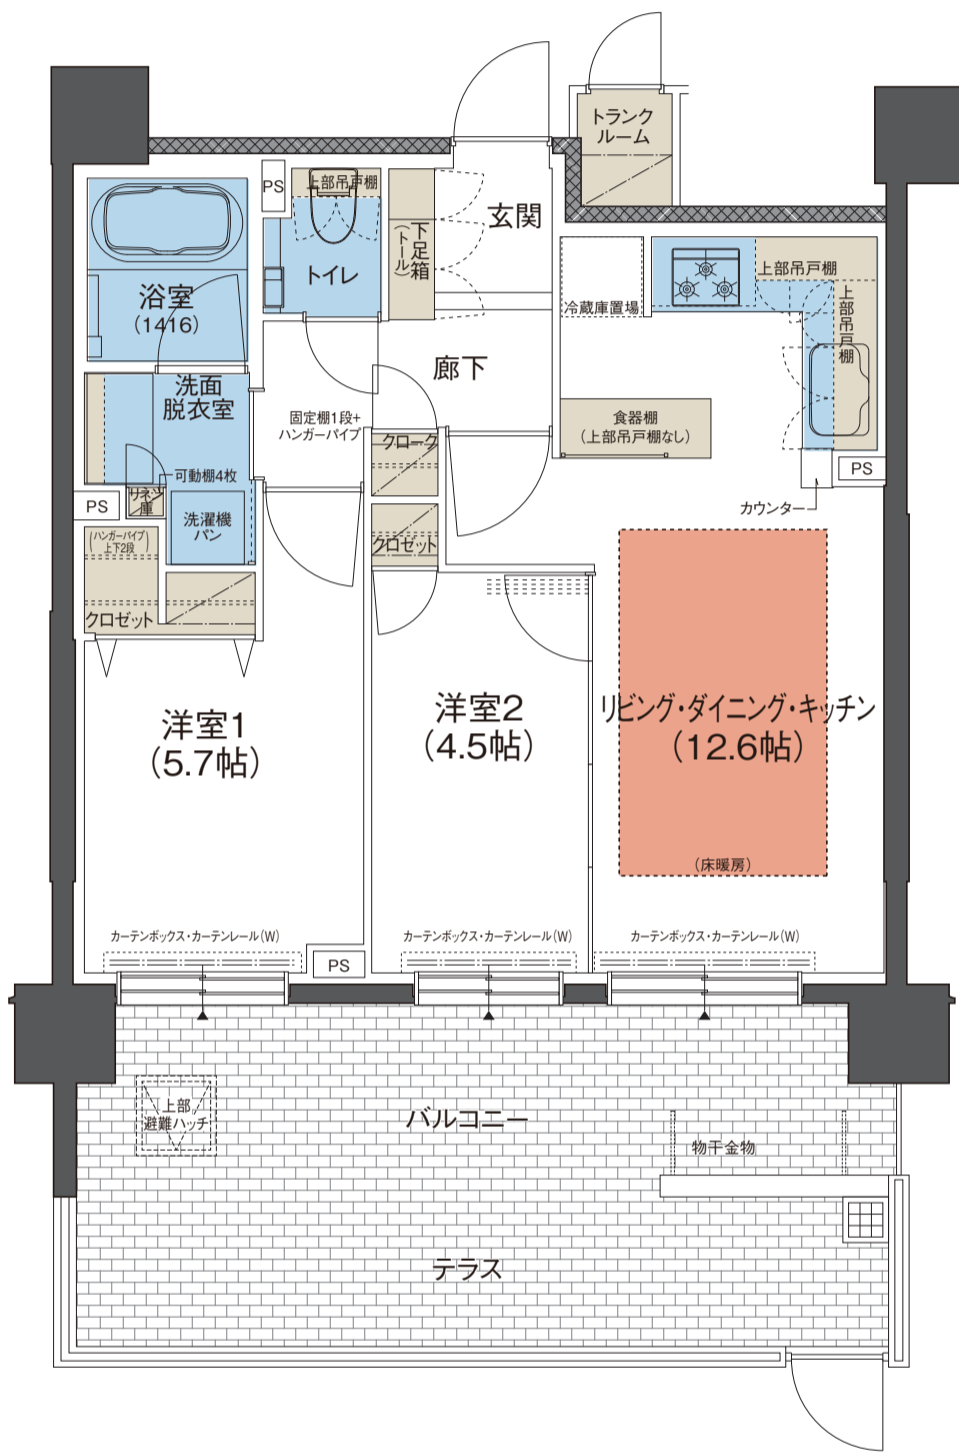 トランク
ルーム
PS
上部吊戸棚
トイレ
下足箱
(トール)
玄関
浴室
(1416)
冷蔵庫置場
上部吊戸棚
上部吊戸棚
廊下
洗面
脱衣室
固定棚1段+
ハンガーパイプ
クローク
食器棚
(上部吊戸棚なし)
PS
カウンター
可動棚4枚
リネン
庫
PS
洗濯機
パン
(ハンガーパイプ
上下2段)
クロゼット
クロゼット
洋室1
(5.7帖)
洋室2
(4.5帖)
リビング・ダイニング・キッチン
(12.6帖)
(床暖房)
カーテンボックス・カーテンレール(W)
カーテンボックス・カーテンレール(W)
カーテンボックス・カーテンレール(W)
PS
上部
避難ハッチ
バルコニー
物干金物
テラス